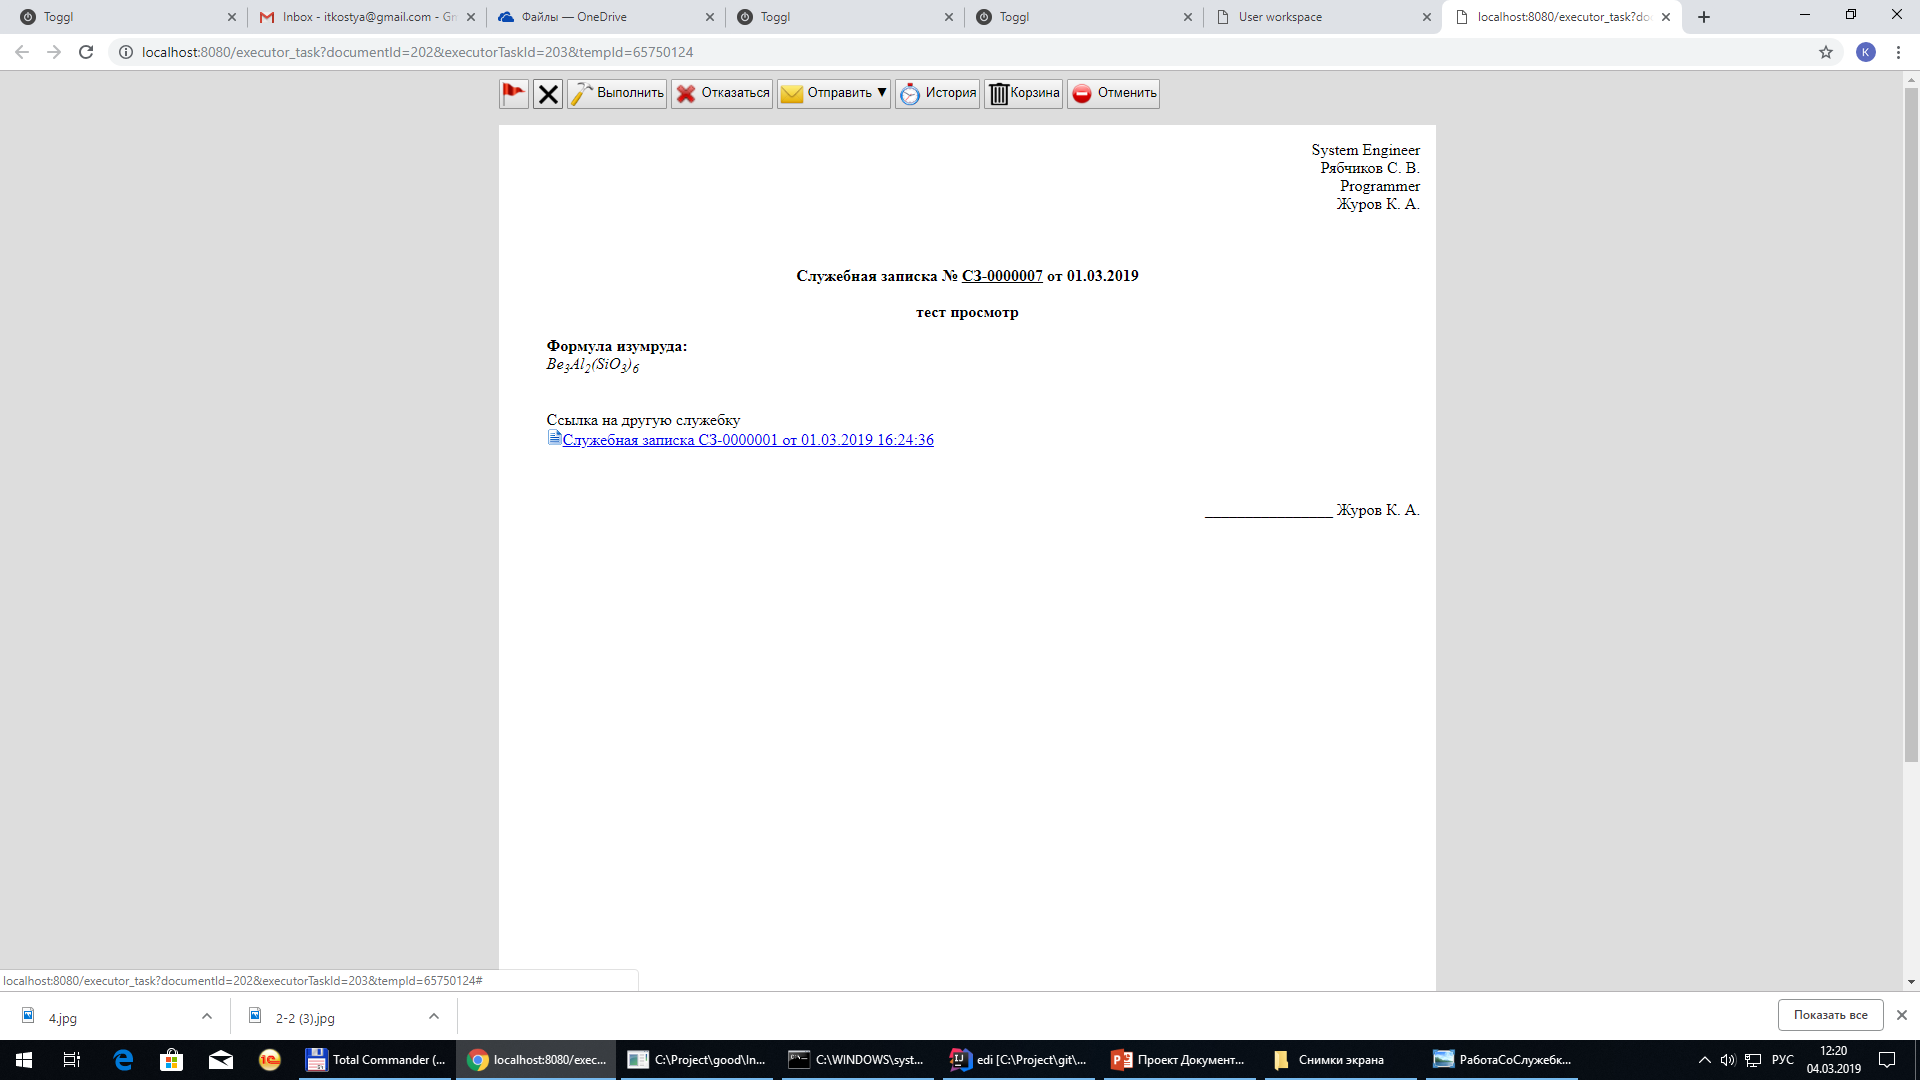 Toggl
Inbox - itkostya@gmail.com - Gm
Файлы — OneDrive
Toggl
Toggl
User workspace
localhost:8080/executor_task?do
localhost:8080/executor_task?documentId=202&executorTaskId=203&tempId=65750124
K
Выполнить
Отказаться
Отправить ▼
История
Корзина
Отменить
System Engineer
Рябчиков С. В.
Programmer
Журов К. А.
Служебная записка № СЗ-0000007 от 01.03.2019
тест просмотр
Формула изумруда:
Be3Al2(SiO3)6
Ссылка на другую служебку
Служебная записка СЗ-0000001 от 01.03.2019 16:24:36
________________ Журов К. А.
localhost:8080/executor_task?documentId=202&executorTaskId=203&tempId=65750124#
4.jpg
2-2 (3).jpg
Показать все
Total Commander (...
localhost:8080/exec...
C:\Project\good\In...
C:\WINDOWS\syst...
edi [C:\Project\git\...
Проект Документ...
Снимки экрана
РаботаСоСлужебк...
РУС
12:20
04.03.2019